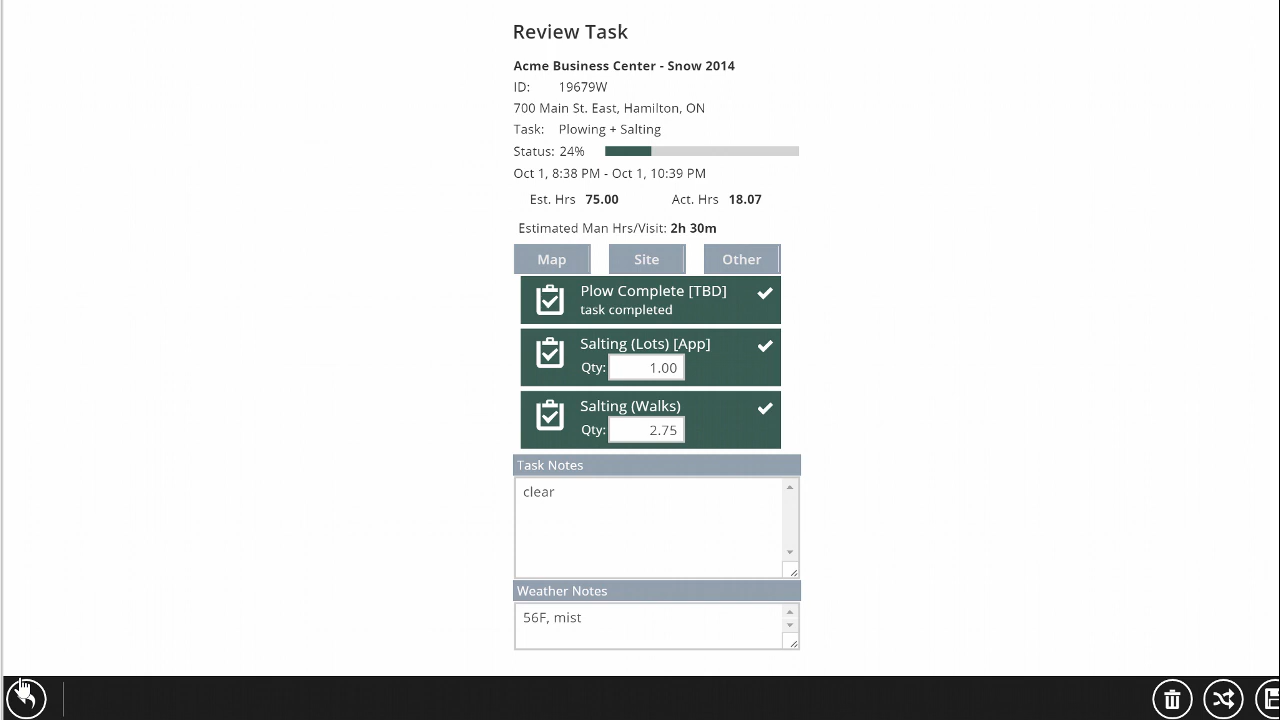 Review Task
Acme Business Center - Snow 2014
ID: 19679W
700 Main St. East, Hamilton, ON
Task: Plowing + Salting
Status: 24%
Oct 1, 8:38 PM - Oct 1, 10:39 PM
Est. Hrs 75.00 Act. Hrs 18.07
Estimated Man Hrs/Visit: 2h 30m
Map Site Other
Plow Complete [TBD]
task completed
Salting (Lots) [App]
Qty: 1.00
Salting (Walks)
Qty: 2.75
Task Notes
clear
Weather Notes
56F, mist